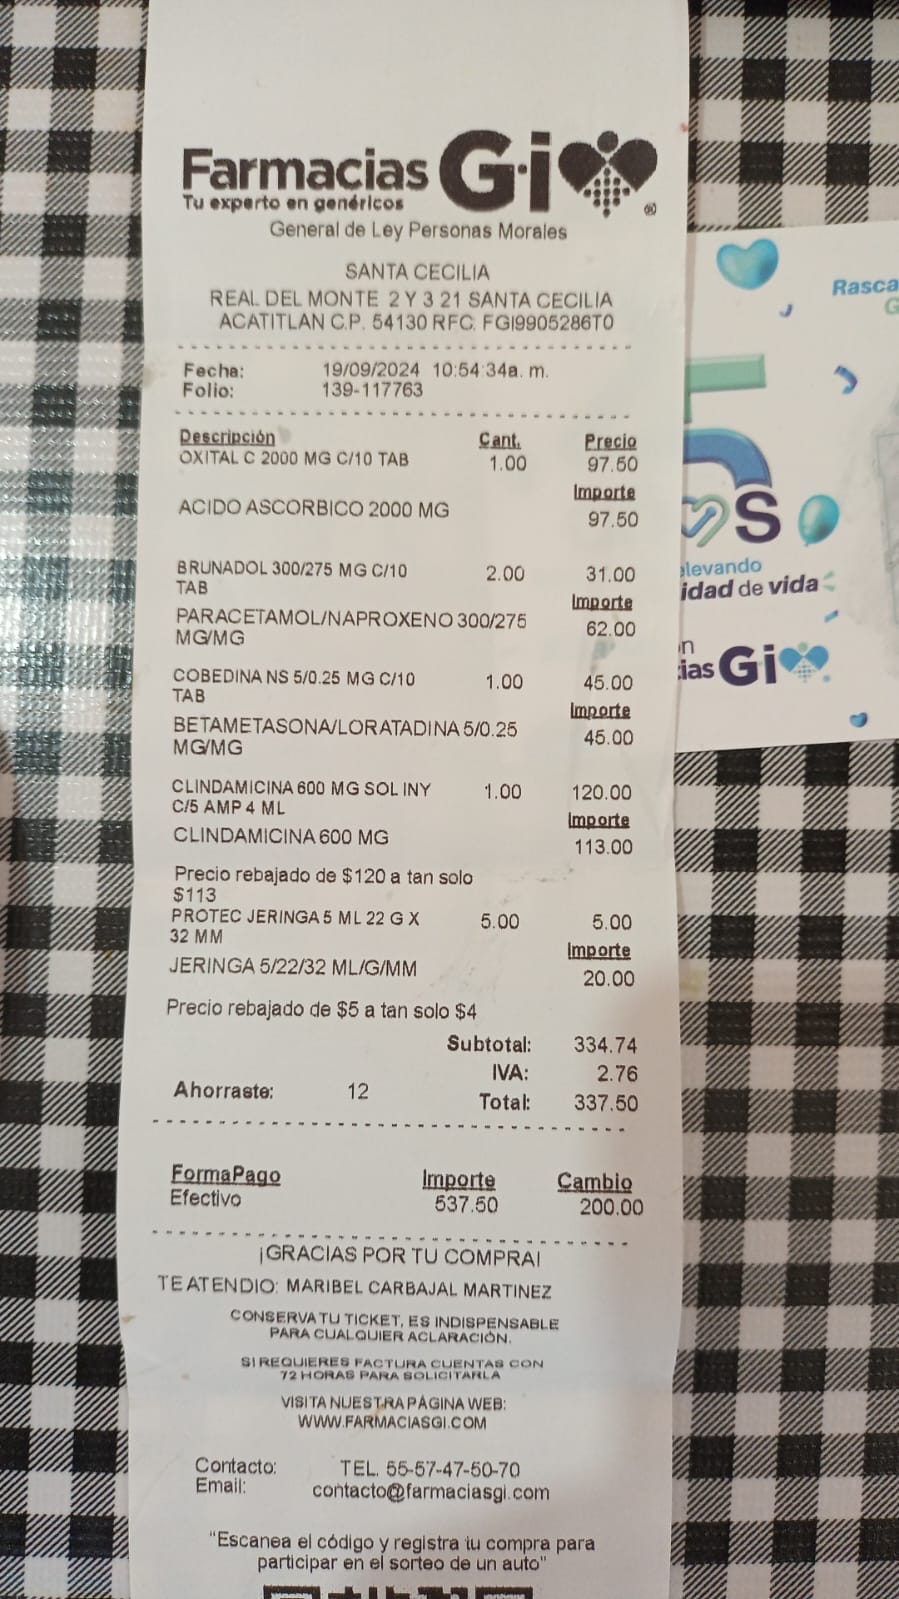 Farmacias Gi
Tu experto en genéricos
®
General de Ley Personas Morales
SANTA CECILIA
REAL DEL MONTE 2 Y 3 21 SANTA CECILIA
ACATITLAN C.P. 54130 RFC. FGI9905286T0
Fecha: 19/09/2024 10:54:34a. m.
Folio: 139-117763
Descripción Cant. Precio
OXITAL C 2000 MG C/10 TAB 1.00 97.50
Importe
ACIDO ASCORBICO 2000 MG 97.50
BRUNADOL 300/275 MG C/10 2.00 31.00
TAB
Importe
PARACETAMOL/NAPROXENO 300/275 62.00
MG/MG
COBEDINA NS 5/0.25 MG C/10 1.00 45.00
TAB
Importe
BETAMETASONA/LORATADINA 5/0.25 45.00
MG/MG
CLINDAMICINA 600 MG SOL INY 1.00 120.00
C/5 AMP 4 ML
Importe
CLINDAMICINA 600 MG 113.00
Precio rebajado de $120 a tan solo
$113
PROTEC JERINGA 5 ML 22 G X 5.00 5.00
32 MM
Importe
JERINGA 5/22/32 ML/G/MM 20.00
Precio rebajado de $5 a tan solo $4
Subtotal: 334.74
IVA: 2.76
Ahorraste: 12
Total: 337.50
FormaPago Importe Cambio
Efectivo 537.50 200.00
¡GRACIAS POR TU COMPRA!
TE ATENDIO: MARIBEL CARBAJAL MARTINEZ
CONSERVA TU TICKET, ES INDISPENSABLE
PARA CUALQUIER ACLARACIÓN.
SI REQUIERES FACTURA CUENTAS CON
72 HORAS PARA SOLICITARLA
VISITA NUESTRA PÁGINA WEB:
WWW.FARMACIASGI.COM
Contacto: TEL. 55-57-47-50-70
Email: contacto@farmaciasgi.com
"Escanea el código y registra tu compra para
participar en el sorteo de un auto"
Rasca
G
S
elevando
idad de vida
n
cias Gi